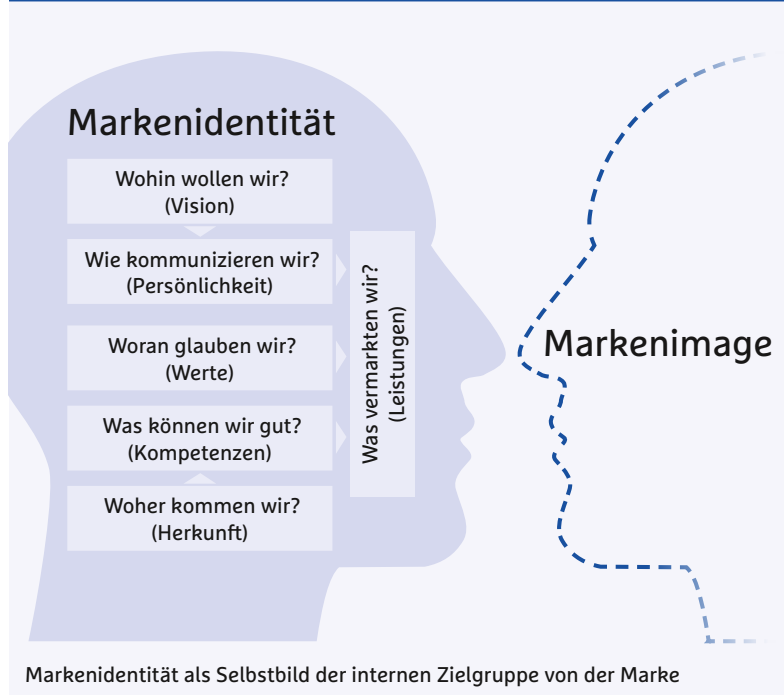 Markenidentität
Wohin wollen wir?
(Vision)
Wie kommunizieren wir?
(Persönlichkeit)
Woran glauben wir?
(Werte)
Was können wir gut?
(Kompetenzen)
Woher kommen wir?
(Herkunft)
Was vermarkten wir?
(Leistungen)
Markenimage
Markenidentität als Selbstbild der internen Zielgruppe von der Marke